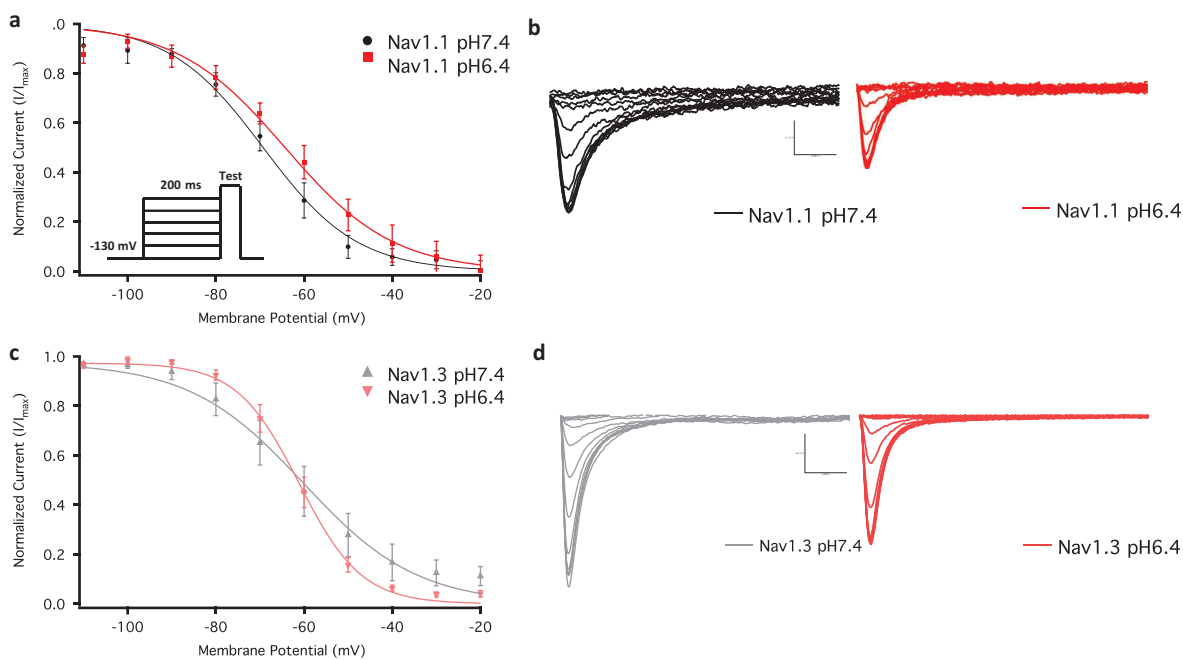 a
.0
0.8
0.6
0.4
0.2
0.0
Normalized Current (I/Imax)
Nav1.1 pH7.4
Nav1.1 pH6.4
Test
200 ms
-130 mV
-100
-80
-60
-40
-20
Membrane Potential (mV)
b
Nav1.1 pH7.4
Nav1.1 pH6.4
c
1.0
0.8
0.6
0.4
0.2
0.0
Normalized Current (I/Imax)
Nav1.3 pH7.4
Nav1.3 pH6.4
-100
-80
-60
-40
-20
Membrane Potential (mV)
d
Nav1.3 pH7.4
Nav1.3 pH6.4